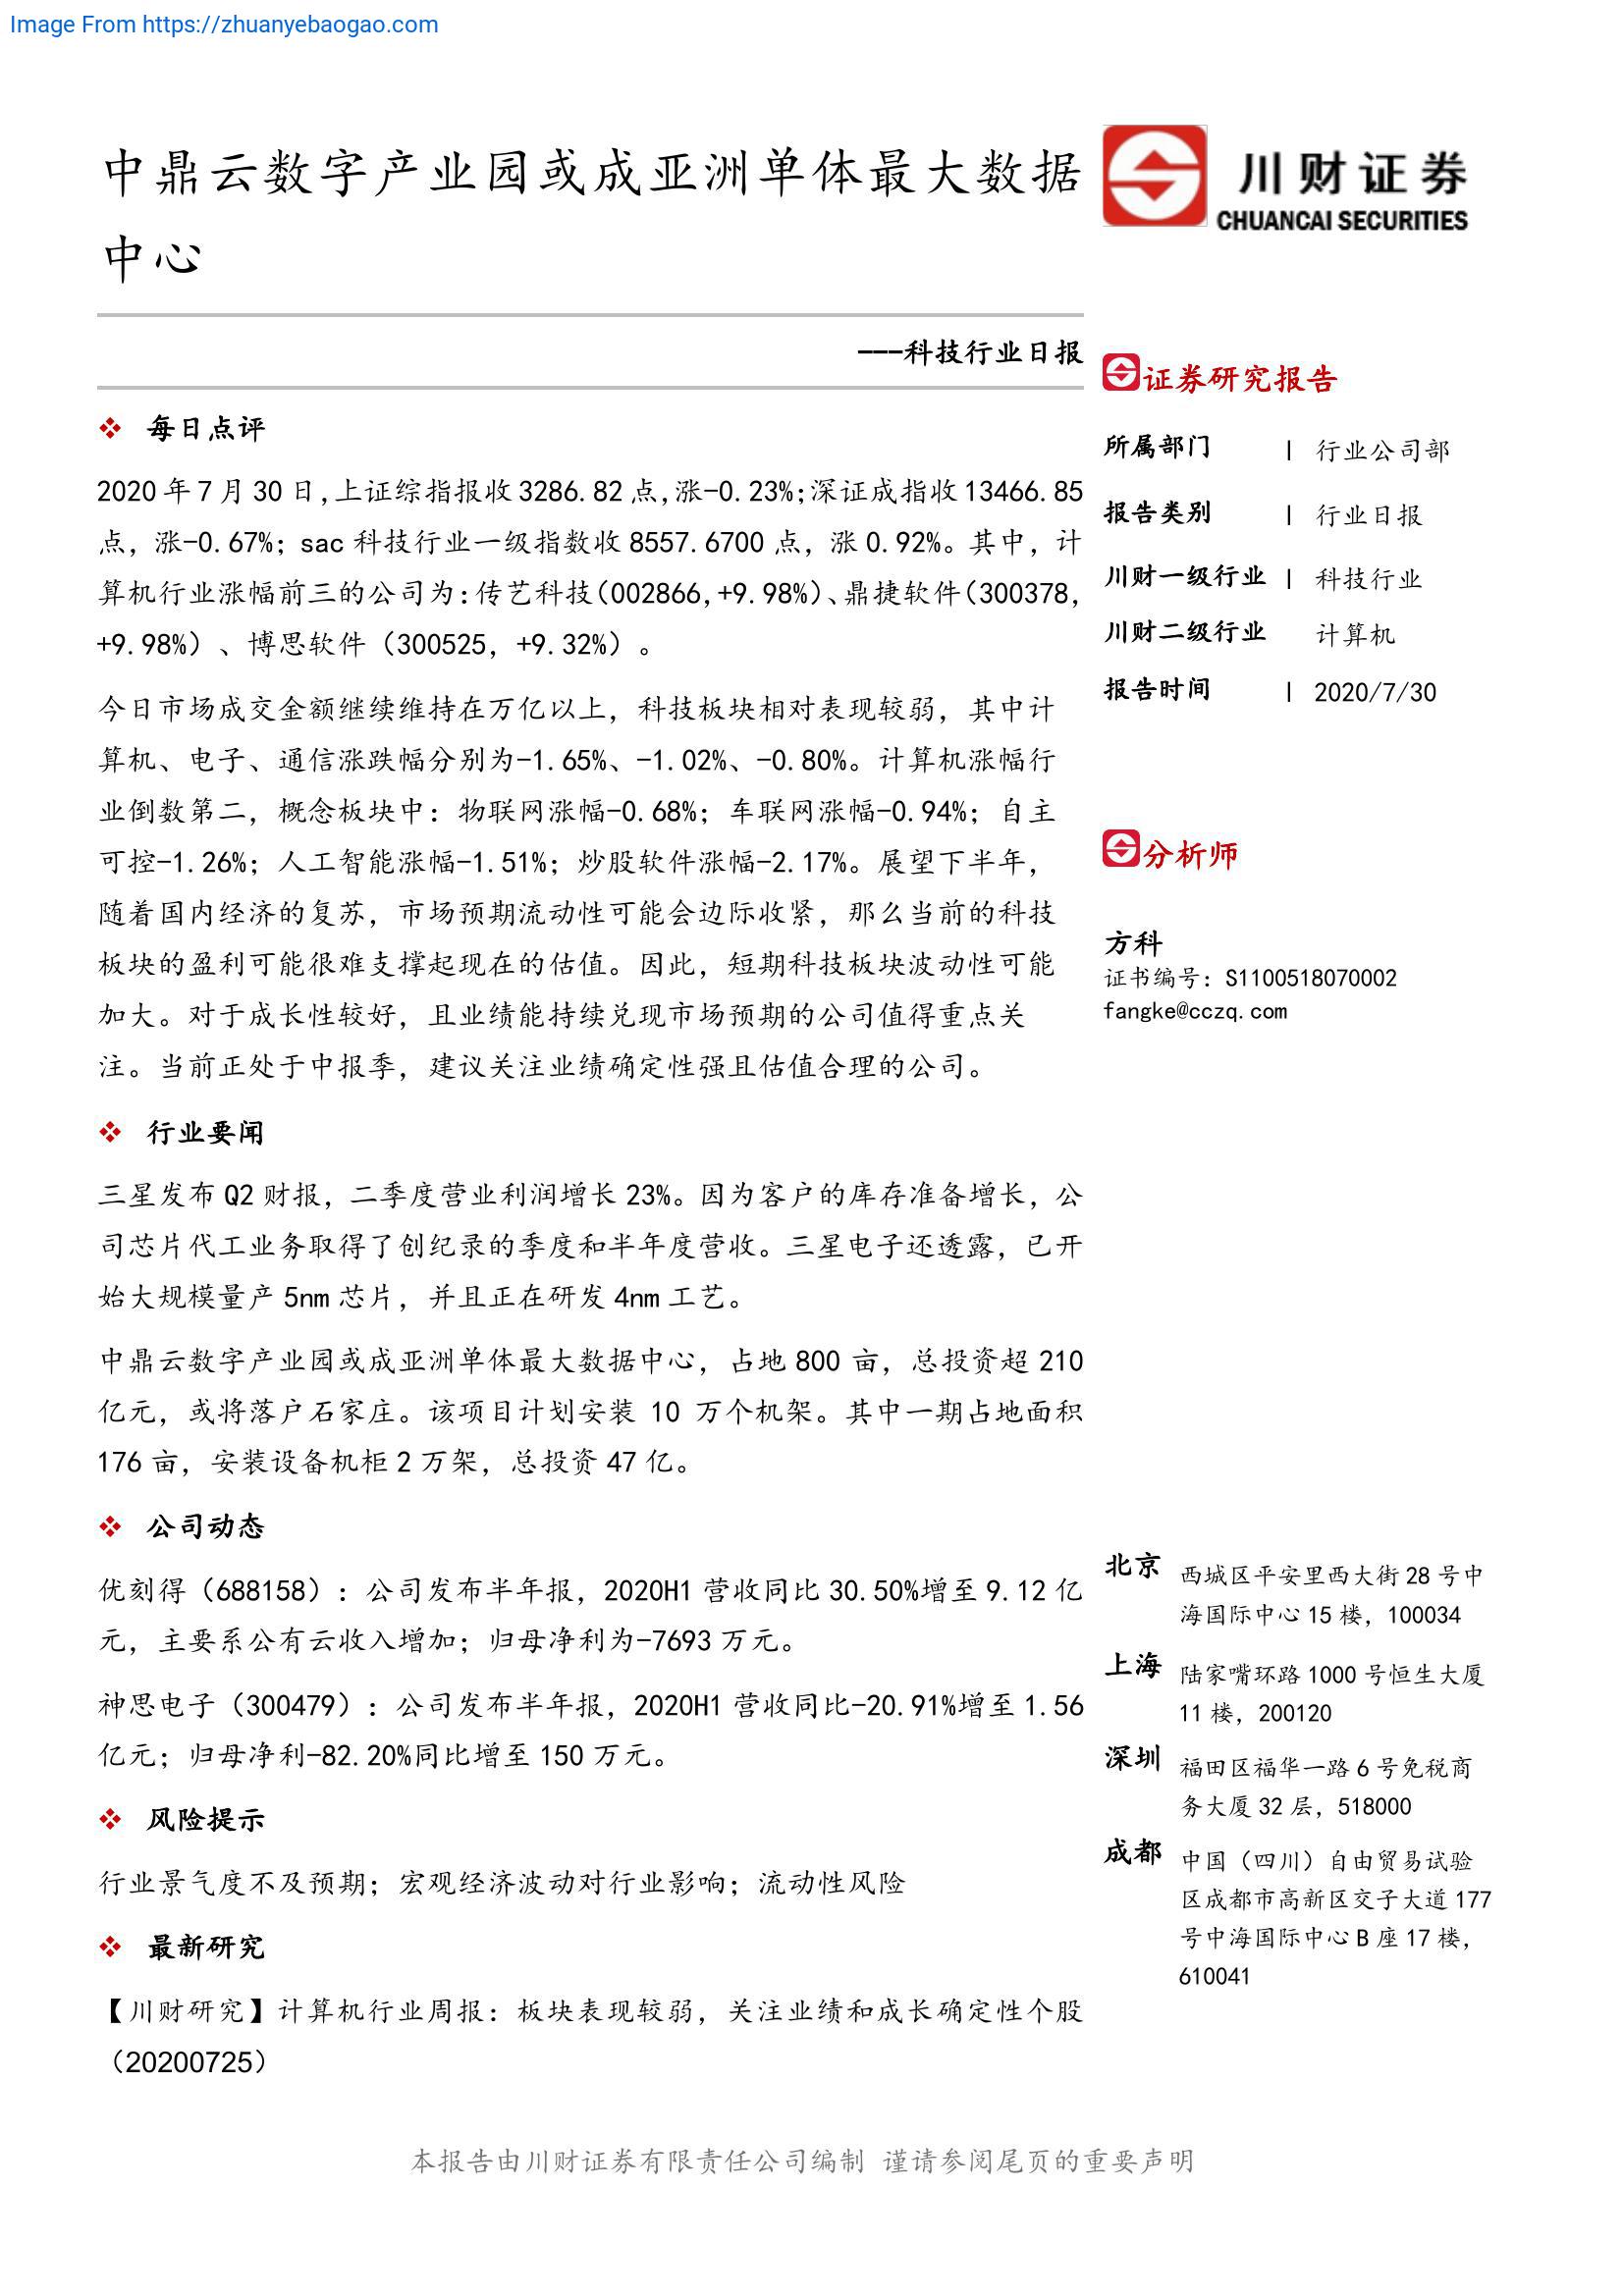 Image From https://zhuanyebaogao.com
中鼎云数字产业园或成亚洲单体最大数据
中心
川财证券
CHUANCAI SECURITIES
---科技行业日报
❖ 每日点评
2020 年 7 月 30 日,上证综指报收 3286.82 点,涨-0.23%;深证成指收 13466.85
点，涨-0.67%；sac 科技行业一级指数收 8557.6700 点，涨 0.92%。其中，计
算机行业涨幅前三的公司为:传艺科技(002866,+9.98%)、鼎捷软件(300378,
+9.98%）、博思软件（300525，+9.32%）。
今日市场成交金额继续维持在万亿以上，科技板块相对表现较弱，其中计
算机、电子、通信涨跌幅分别为-1.65%、-1.02%、-0.80%。计算机涨幅行
业倒数第二，概念板块中：物联网涨幅-0.68%；车联网涨幅-0.94%；自主
可控-1.26%；人工智能涨幅-1.51%；炒股软件涨幅-2.17%。展望下半年，
随着国内经济的复苏，市场预期流动性可能会边际收紧，那么当前的科技
板块的盈利可能很难支撑起现在的估值。因此，短期科技板块波动性可能
加大。对于成长性较好，且业绩能持续兑现市场预期的公司值得重点关
注。当前正处于中报季，建议关注业绩确定性强且估值合理的公司。
❖ 行业要闻
三星发布 Q2 财报，二季度营业利润增长 23%。因为客户的库存准备增长，公
司芯片代工业务取得了创纪录的季度和半年度营收。三星电子还透露，已开
始大规模量产 5nm 芯片，并且正在研发 4nm 工艺。
中鼎云数字产业园或成亚洲单体最大数据中心，占地 800 亩，总投资超 210
亿元，或将落户石家庄。该项目计划安装 10 万个机架。其中一期占地面积
176 亩，安装设备机柜 2 万架，总投资 47 亿。
❖ 公司动态
优刻得（688158）：公司发布半年报，2020H1 营收同比 30.50%增至 9.12 亿
元，主要系公有云收入增加；归母净利为-7693 万元。
神思电子（300479）：公司发布半年报，2020H1 营收同比-20.91%增至 1.56
亿元；归母净利-82.20%同比增至 150 万元。
❖ 风险提示
行业景气度不及预期；宏观经济波动对行业影响；流动性风险
❖ 最新研究
【川财研究】计算机行业周报：板块表现较弱，关注业绩和成长确定性个股
（20200725）
证券研究报告
所属部门 | 行业公司部
报告类别 | 行业日报
川财一级行业 | 科技行业
川财二级行业 计算机
报告时间 | 2020/7/30
分析师
方科
证书编号：S1100518070002
fangke@cczq.com
北京 西城区平安里西大街 28 号中
海国际中心 15 楼，100034
上海 陆家嘴环路 1000 号恒生大厦
11 楼，200120
深圳 福田区福华一路 6 号免税商
务大厦 32 层，518000
成都 中国（四川）自由贸易试验
区成都市高新区交子大道 177
号中海国际中心 B 座 17 楼，
610041
本报告由川财证券有限责任公司编制 谨请参阅尾页的重要声明